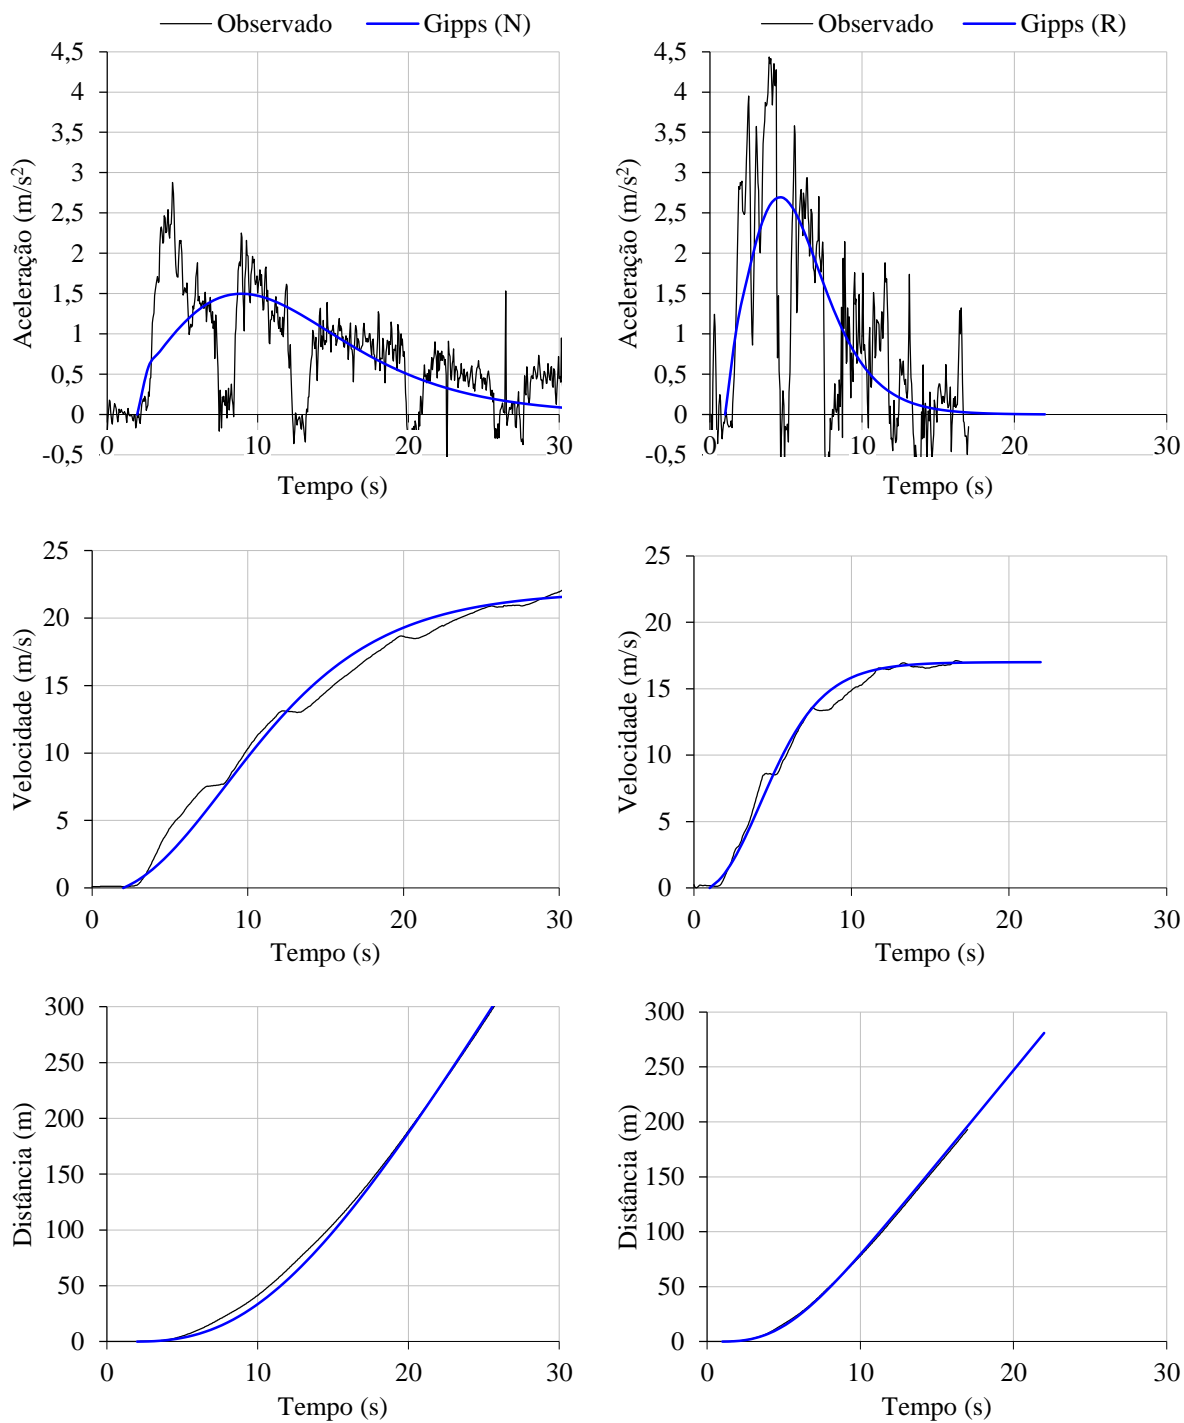 Observado Gipps (N)
4,5
4
3,5
3
2,5
2
1,5
1
0,5
0
-0,5
Aceleração (m/s²)
10 20 30
Tempo (s)
Observado Gipps (R)
4,5
4
3,5
3
2,5
2
1,5
1
0,5
0
-0,5
Aceleração (m/s²)
0 10 20 30
Tempo (s)
25
20
15
10
5
0
Velocidade (m/s)
0 10 20 30
Tempo (s)
25
20
15
10
5
0
Velocidade (m/s)
0 10 20 30
Tempo (s)
300
250
200
150
100
50
0
Distância (m)
0 10 20 30
Tempo (s)
300
250
200
150
100
50
0
Distância (m)
0 10 20 30
Tempo (s)